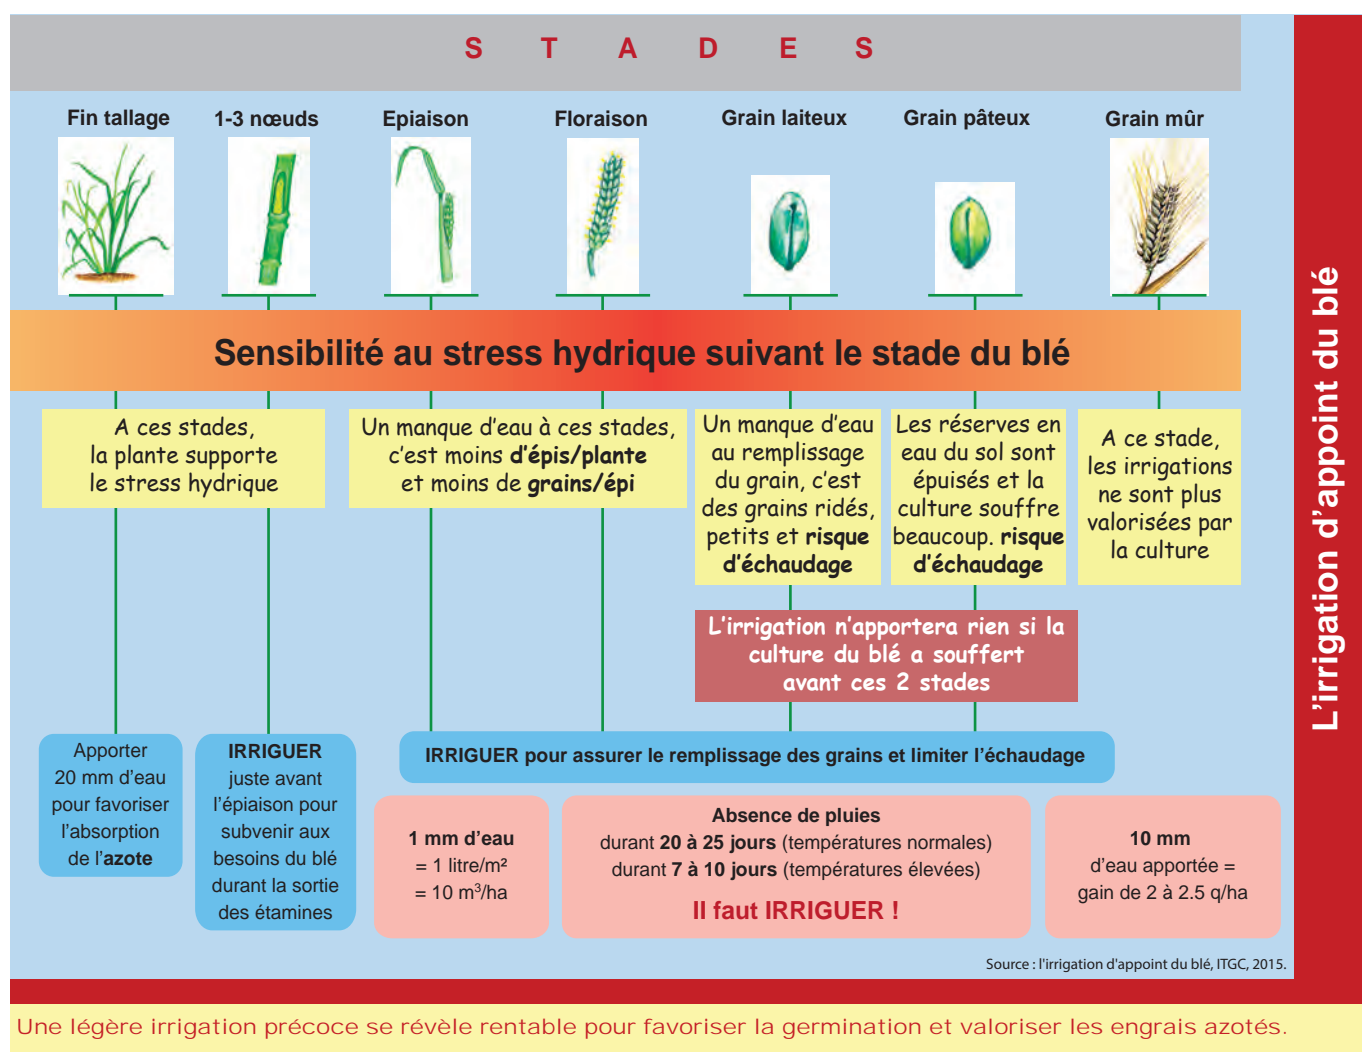 S T A D E S
Fin tallage
1-3 nœuds
Epiaison
Floraison
Grain laiteux
Grain pâteux
Grain mûr
Sensibilité au stress hydrique suivant le stade du blé
A ces stades,
la plante supporte
le stress hydrique
Un manque d'eau à ces stades,
c'est moins d'épis/plante
et moins de grains/épi
Un manque d'eau
au remplissage
du grain, c'est
des grains ridés,
petits et risque
d'échaudage
Les réserves en
eau du sol sont
épuisés et la
culture souffre
beaucoup. risque
d'échaudage
A ce stade,
les irrigations
ne sont plus
valorisées par
la culture
L'irrigation n'apportera rien si la
culture du blé a souffert
avant ces 2 stades
Apporter
20 mm d'eau
pour favoriser
l'absorption
de l'azote
IRRIGUER
juste avant
l'épiaison pour
subvenir aux
besoins du blé
durant la sortie
des étamines
IRRIGUER pour assurer le remplissage des grains et limiter l'échaudage
1 mm d'eau
= 1 litre/m²
= 10 m³/ha
Absence de pluies
durant 20 à 25 jours (températures normales)
durant 7 à 10 jours (températures élevées)
Il faut IRRIGUER !
10 mm
d'eau apportée =
gain de 2 à 2.5 q/ha
Source : l'irrigation d'appoint du blé, ITGC, 2015.
L'irrigation d'appoint du blé
Une légère irrigation précoce se révèle rentable pour favoriser la germination et valoriser les engrais azotés.